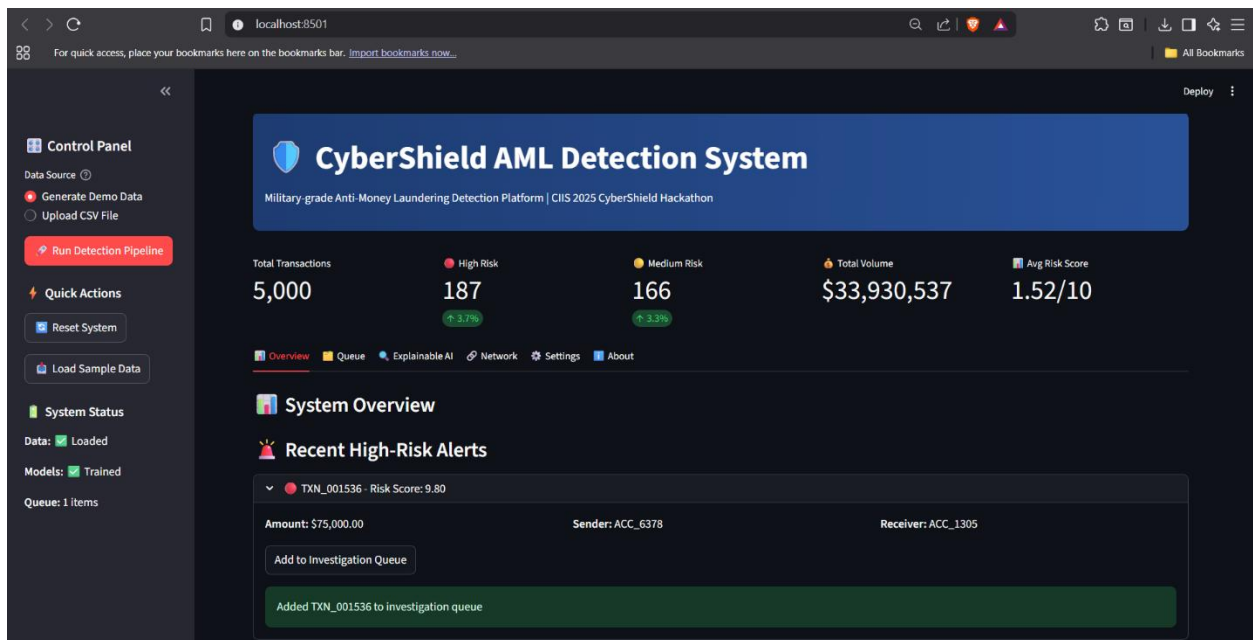 localhost:8501
For quick access, place your bookmarks here on the bookmarks bar. Import bookmarks now...
All Bookmarks
Deploy
Control Panel
Data Source
Generate Demo Data
Upload CSV File
Run Detection Pipeline
Quick Actions
Reset System
Load Sample Data
System Status
Data: Loaded
Models: Trained
Queue: 1 items
CyberShield AML Detection System
Military-grade Anti-Money Laundering Detection Platform | CIIS 2025 CyberShield Hackathon
Total Transactions
5,000
High Risk
187
↑ 3.7%
Medium Risk
166
↑ 3.3%
Total Volume
$33,930,537
Avg Risk Score
1.52/10
Overview Queue Explainable AI Network Settings About
System Overview
Recent High-Risk Alerts
TXN_001536 - Risk Score: 9.80
Amount: $75,000.00 Sender: ACC_6378 Receiver: ACC_1305
Add to Investigation Queue
Added TXN_001536 to investigation queue